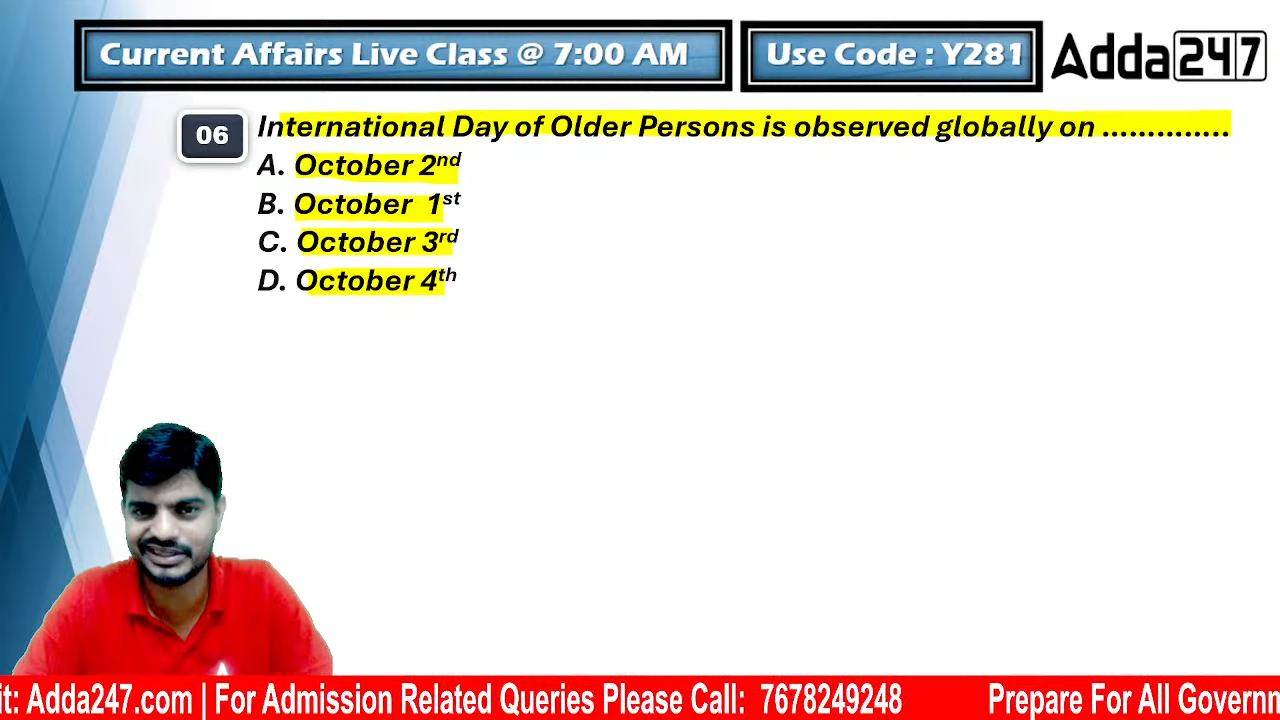 Current Affairs Live Class @ 7:00 AM
Use Code : Y281
Adda247
06
International Day of Older Persons is observed globally on ..............
A. October 2nd
B. October 1st
C. October 3rd
D. October 4th
it: Adda247.com | For Admission Related Queries Please Call: 7678249248 Prepare For All Governn